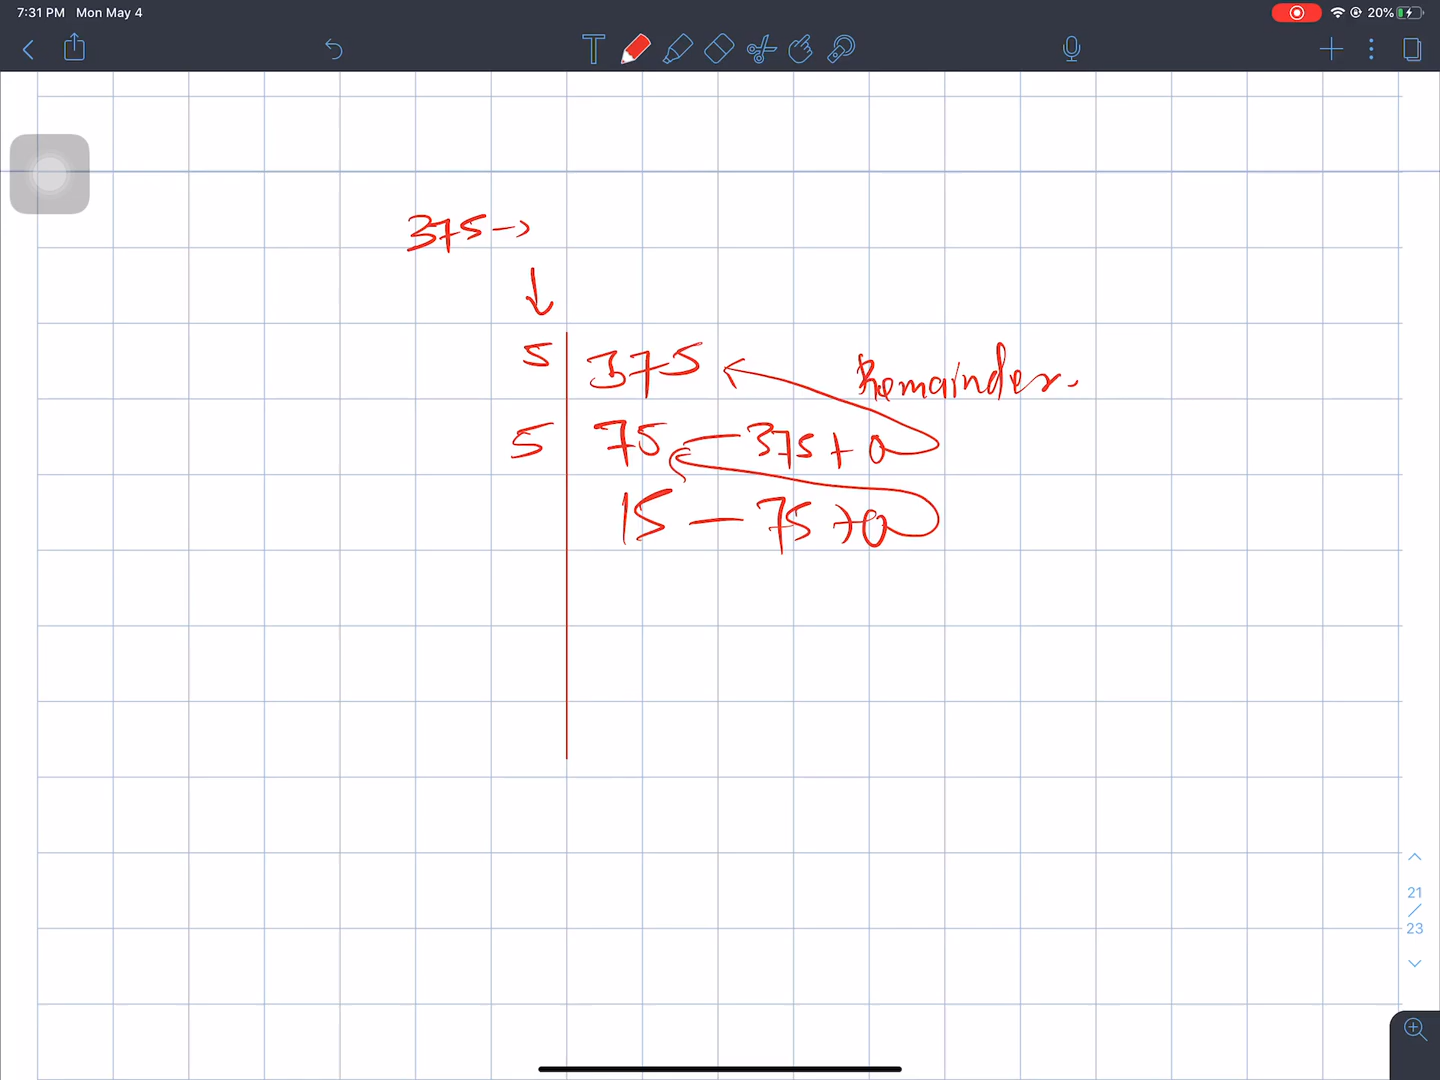 7:31 PM Mon May 4
20%
T
375 →
↓
5 375 Remainder.
5 75 — 375 + 0
15 — 75 + 0
21
/
23